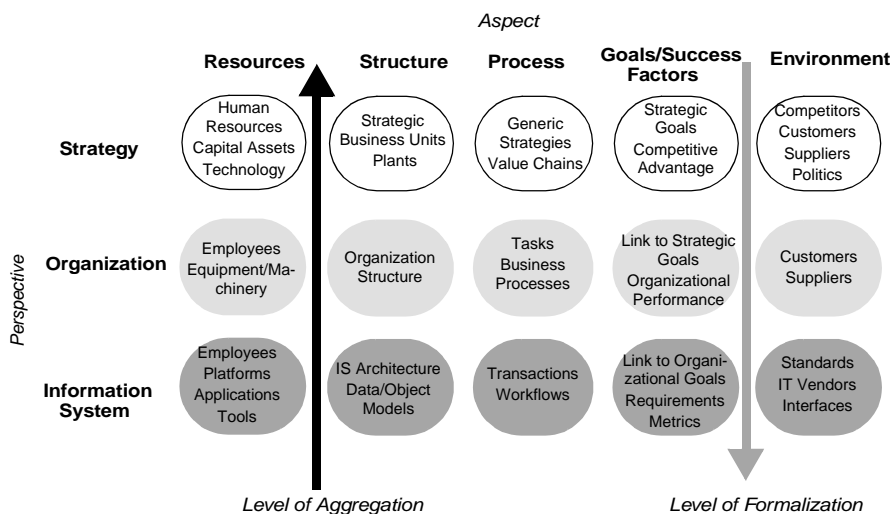 Aspect
Resources
Structure
Process
Goals/Success
Factors
Environment
Perspective
Strategy
Human
Resources
Capital Assets
Technology
Strategic
Business Units
Plants
Generic
Strategies
Value Chains
Strategic
Goals
Competitive
Advantage
Competitors
Customers
Suppliers
Politics
Organization
Employees
Equipment/Ma-
chinery
Organization
Structure
Tasks
Business
Processes
Link to Strategic
Goals
Organizational
Performance
Customers
Suppliers
Information
System
Employees
Platforms
Applications
Tools
IS Architecture
Data/Object
Models
Transactions
Workflows
Link to Organi-
zational Goals
Requirements
Metrics
Standards
IT Vendors
Interfaces
Level of Aggregation
Level of Formalization